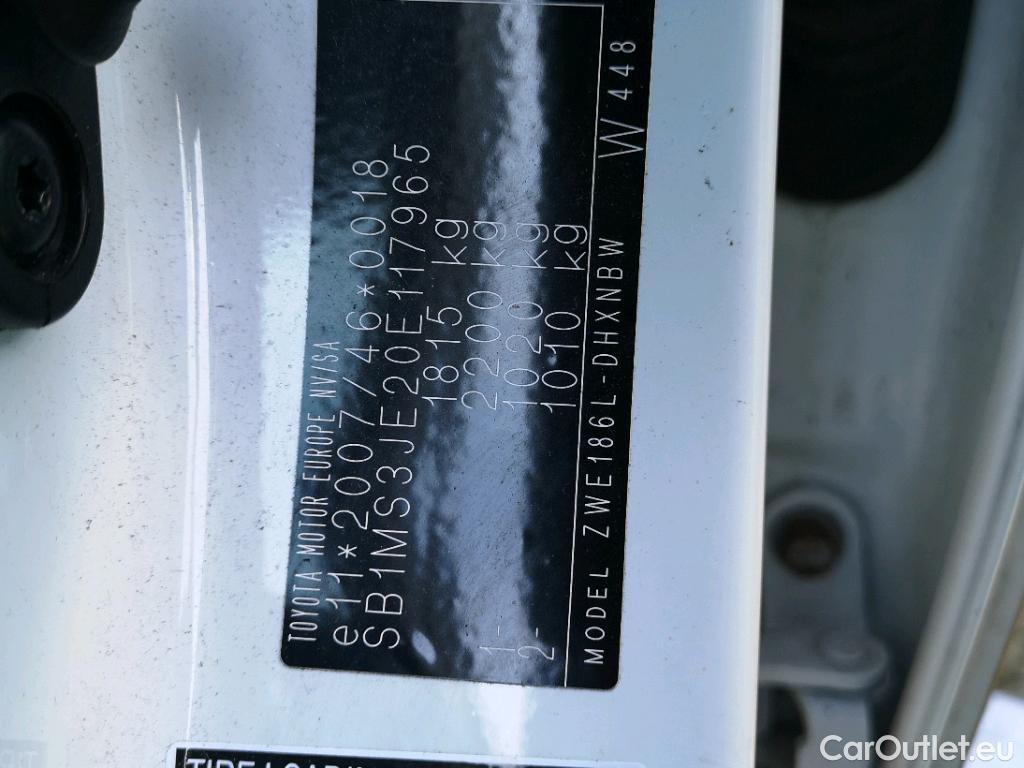 TOYOTA MOTOR EUROPE NV/SA
e11*2007/46*0018
SB1MS3JE20E117965
1815 kg
2200 kg
1- 1020 kg
2- 1010 kg
MODEL ZWE186L-DHXNBW W 448
CarOutlet.eu